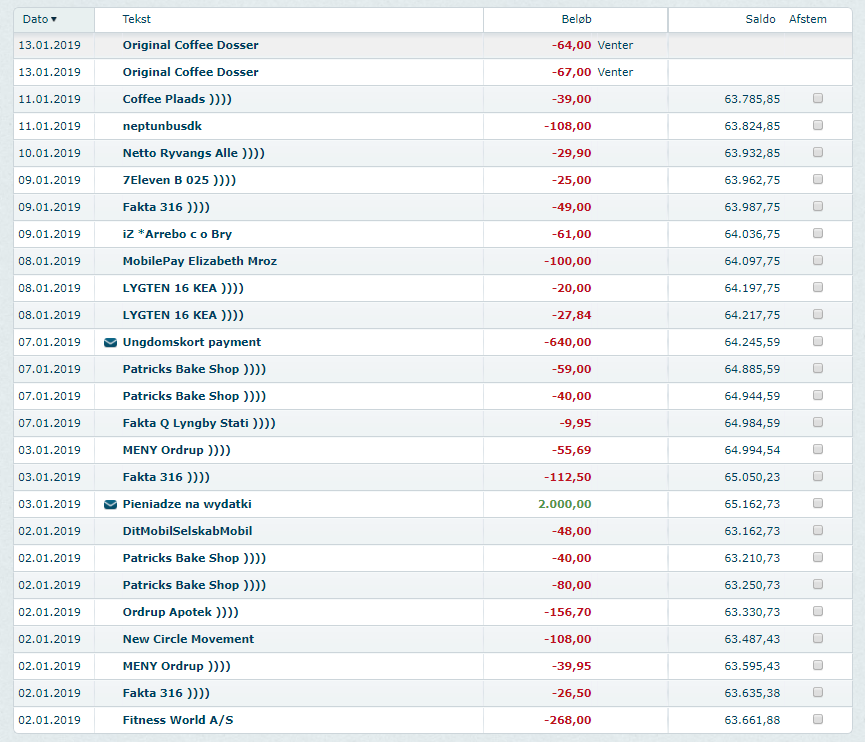 Dato▼ Tekst Beløb Saldo Afstem
13.01.2019 Original Coffee Dosser -64,00 Venter
13.01.2019 Original Coffee Dosser -67,00 Venter
11.01.2019 Coffee Plaads )))) -39,00 63.785,85
11.01.2019 neptunbusdk -108,00 63.824,85
10.01.2019 Netto Ryvangs Alle )))) -29,90 63.932,85
09.01.2019 7Eleven B 025 )))) -25,00 63.962,75
09.01.2019 Fakta 316 )))) -49,00 63.987,75
09.01.2019 iZ *Arrebo c o Bry -61,00 64.036,75
08.01.2019 MobilePay Elizabeth Mroz -100,00 64.097,75
08.01.2019 LYGTEN 16 KEA )))) -20,00 64.197,75
08.01.2019 LYGTEN 16 KEA )))) -27,84 64.217,75
07.01.2019 Ungdomskort payment -640,00 64.245,59
07.01.2019 Patricks Bake Shop )))) -59,00 64.885,59
07.01.2019 Patricks Bake Shop )))) -40,00 64.944,59
07.01.2019 Fakta Q Lyngby Stati )))) -9,95 64.984,59
03.01.2019 MENY Ordrup )))) -55,69 64.994,54
03.01.2019 Fakta 316 )))) -112,50 65.050,23
03.01.2019 Pieniadze na wydatki 2.000,00 65.162,73
02.01.2019 DitMobilSelskabMobil -48,00 63.162,73
02.01.2019 Patricks Bake Shop )))) -40,00 63.210,73
02.01.2019 Patricks Bake Shop )))) -80,00 63.250,73
02.01.2019 Ordrup Apotek )))) -156,70 63.330,73
02.01.2019 New Circle Movement -108,00 63.487,43
02.01.2019 MENY Ordrup )))) -39,95 63.595,43
02.01.2019 Fakta 316 )))) -26,50 63.635,38
02.01.2019 Fitness World A/S -268,00 63.661,88